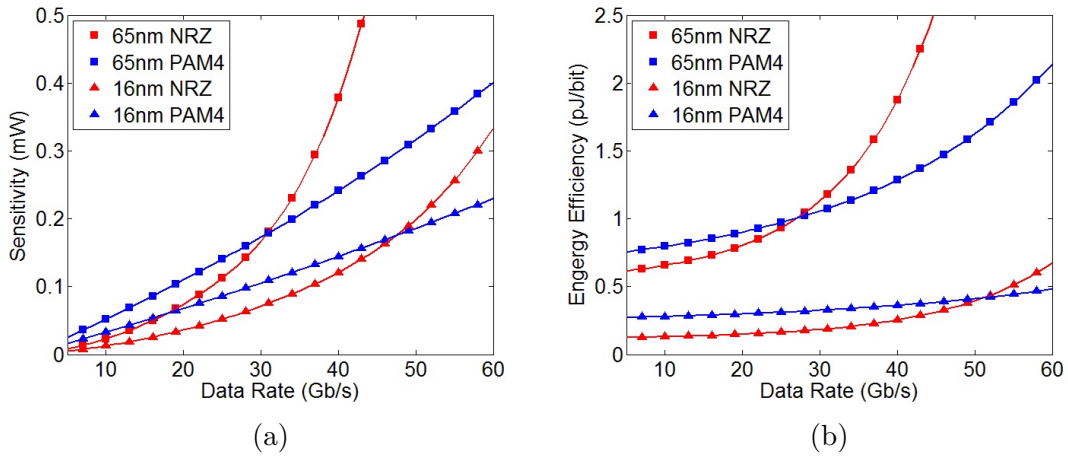 0.5
0.4
0.3
0.2
0.1
0
Sensitivity (mW)
65nm NRZ
65nm PAM4
16nm NRZ
16nm PAM4
10 20 30 40 50 60
Data Rate (Gb/s)
(a)
2.5
2
1.5
1
0.5
0
Engergy Efficiency (pJ/bit)
65nm NRZ
65nm PAM4
16nm NRZ
16nm PAM4
10 20 30 40 50 60
Data Rate (Gb/s)
(b)